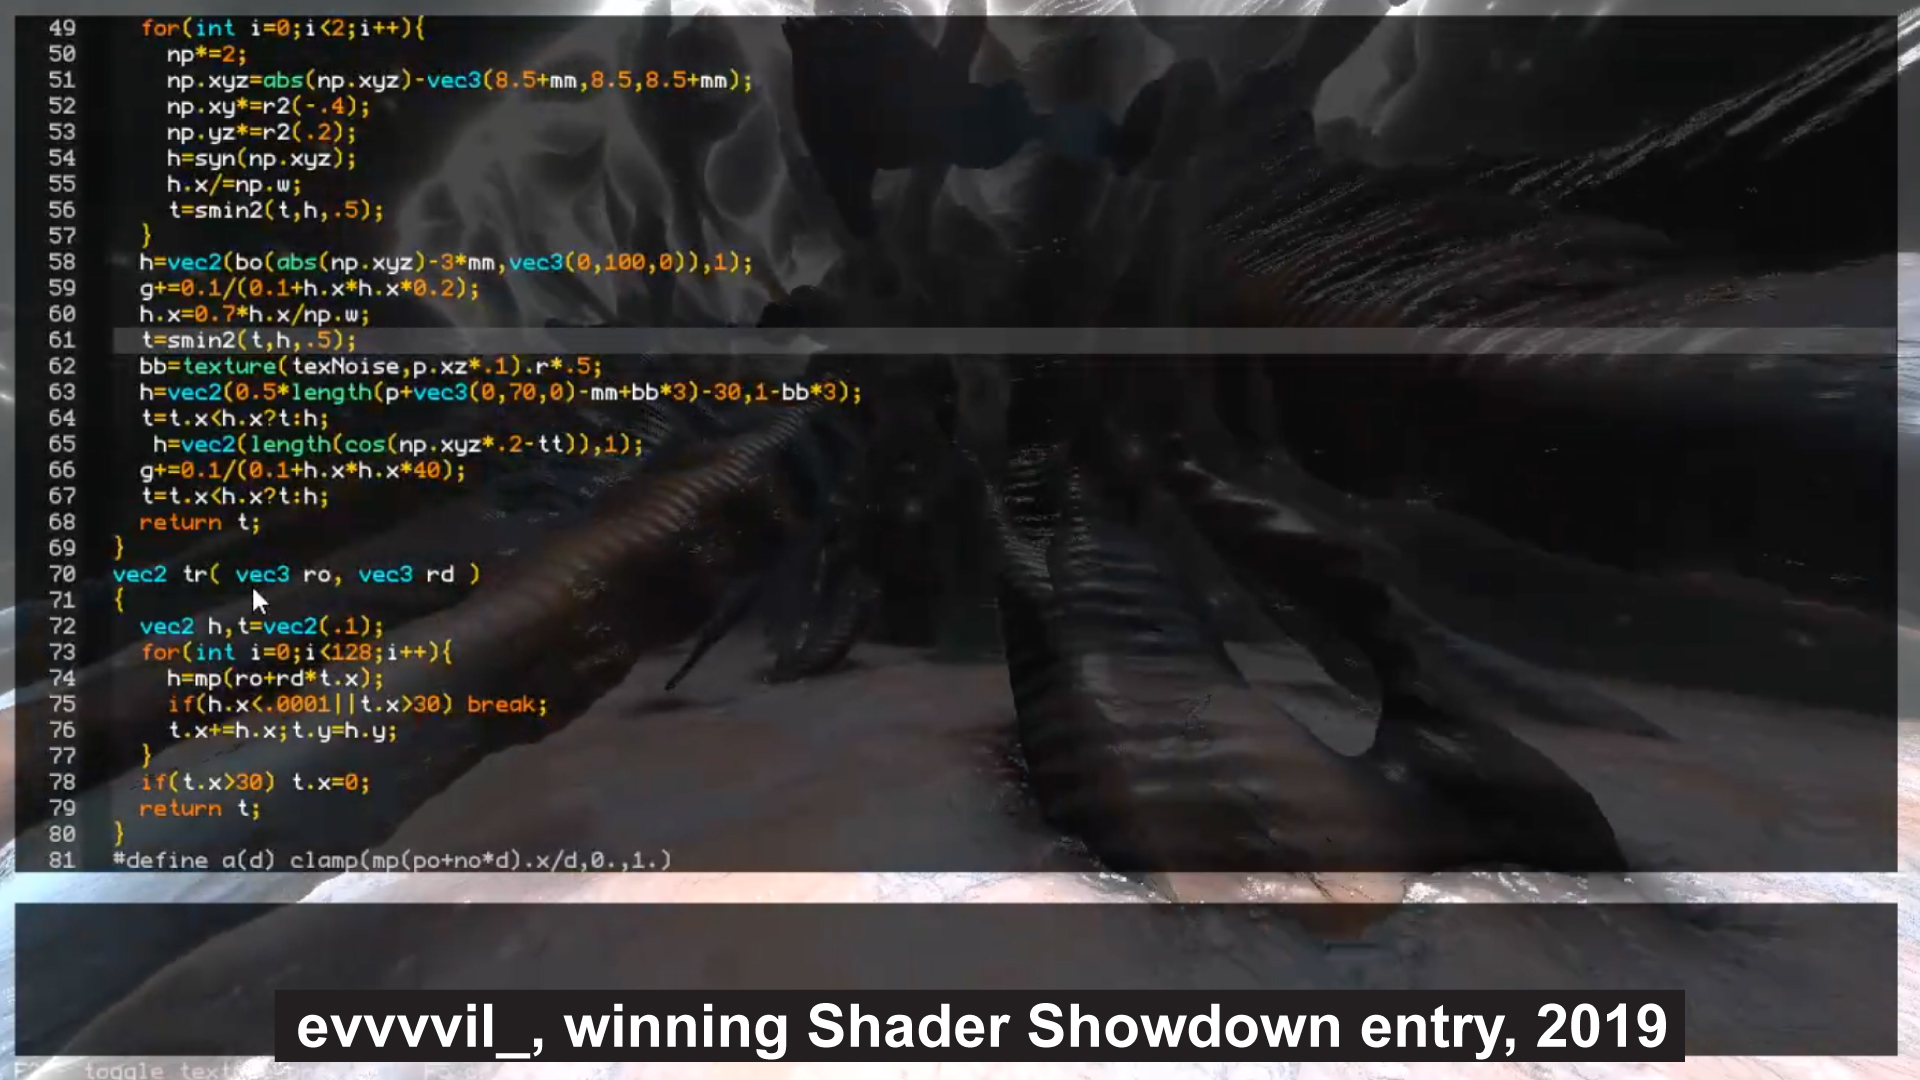 49 for(int i=0;i<2;i++){
50 np*=2;
51 np.xyz=abs(np.xyz)-vec3(8.5+mm,8.5,8.5+mm);
52 np.xy*=r2(-.4);
53 np.yz*=r2(.2);
54 h=syn(np.xyz);
55 h.x/=np.w;
56 t=smin2(t,h,.5);
57 }
58 h=vec2(bo(abs(np.xyz)-3*mm,vec3(0,100,0)),1);
59 g+=0.1/(0.1+h.x*h.x*0.2);
60 h.x=0.7*h.x/np.w;
61 t=smin2(t,h,.5);
62 bb=texture(texNoise,p.xz*.1).r*.5;
63 h=vec2(0.5*length(p+vec3(0,70,0)-mm+bb*3)-30,1-bb*3);
64 t=t.x<h.x?t:h;
65 h=vec2(length(cos(np.xyz*.2-tt)),1);
66 g+=0.1/(0.1+h.x*h.x*40);
67 t=t.x<h.x?t:h;
68 return t;
69 }
70 vec2 tr( vec3 ro, vec3 rd )
71 {
72 vec2 h,t=vec2(.1);
73 for(int i=0;i<128;i++){
74 h=mp(ro+rd*t.x);
75 if(h.x<.0001||t.x>30) break;
76 t.x+=h.x;t.y=h.y;
77 }
78 if(t.x>30) t.x=0;
79 return t;
80 }
81 #define a(d) clamp(mp(po+no*d).x/d,0.,1.)
evvvvil_, winning Shader Showdown entry, 2019
toggle